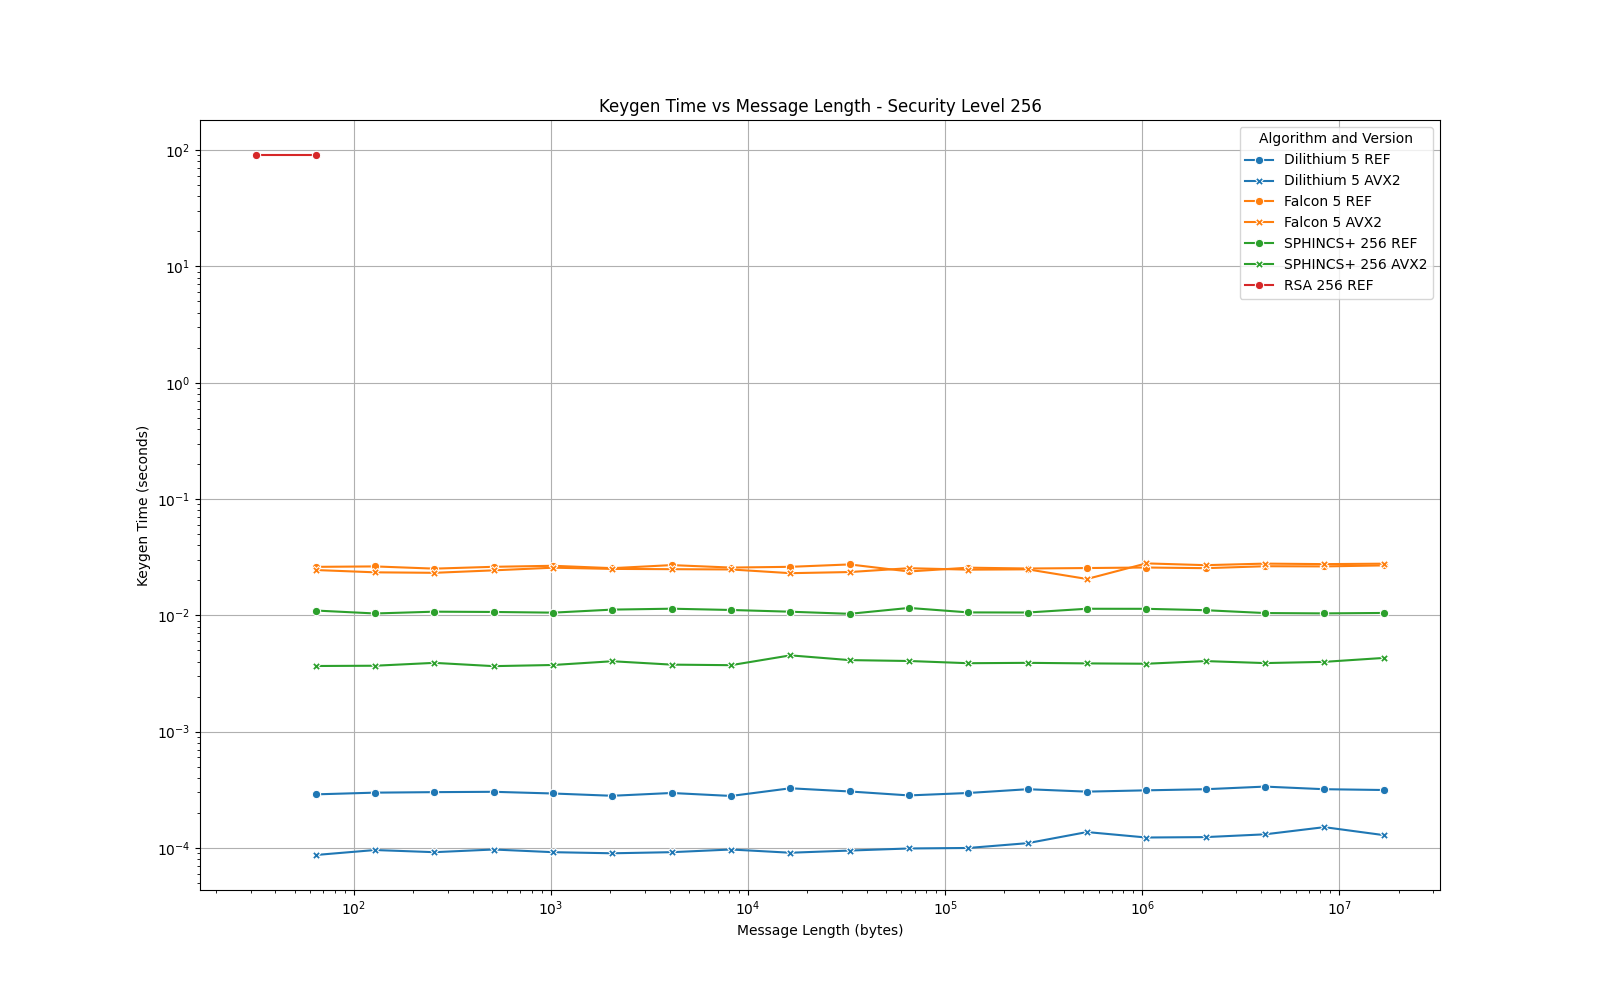 Keygen Time vs Message Length - Security Level 256
Algorithm and Version
Dilithium 5 REF
Dilithium 5 AVX2
Falcon 5 REF
Falcon 5 AVX2
SPHINCS+ 256 REF
SPHINCS+ 256 AVX2
RSA 256 REF
Keygen Time (seconds)
10²
10¹
10⁰
10⁻¹
10⁻²
10⁻³
10⁻⁴
10² 10³ 10⁴ 10⁵ 10⁶ 10⁷
Message Length (bytes)